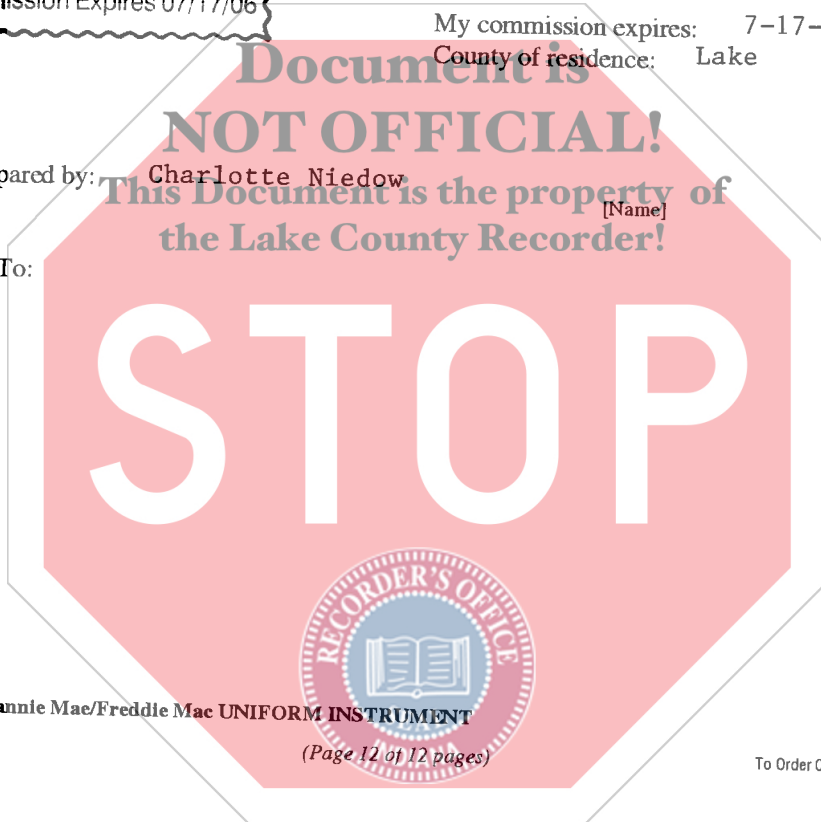 ission Expires 07/17/06
My commission expires: 7-17-
County of residence: Lake
Document is
NOT OFFICIAL!
pared by: Charlotte Niedow
This Document is the property of
[Name]
the Lake County Recorder!
To:
STOP
RECORDER'S OFFICE
LAKE
INDIANA
annie Mae/Freddie Mac UNIFORM INSTRUMENT
(Page 12 of 12 pages)
To Order C